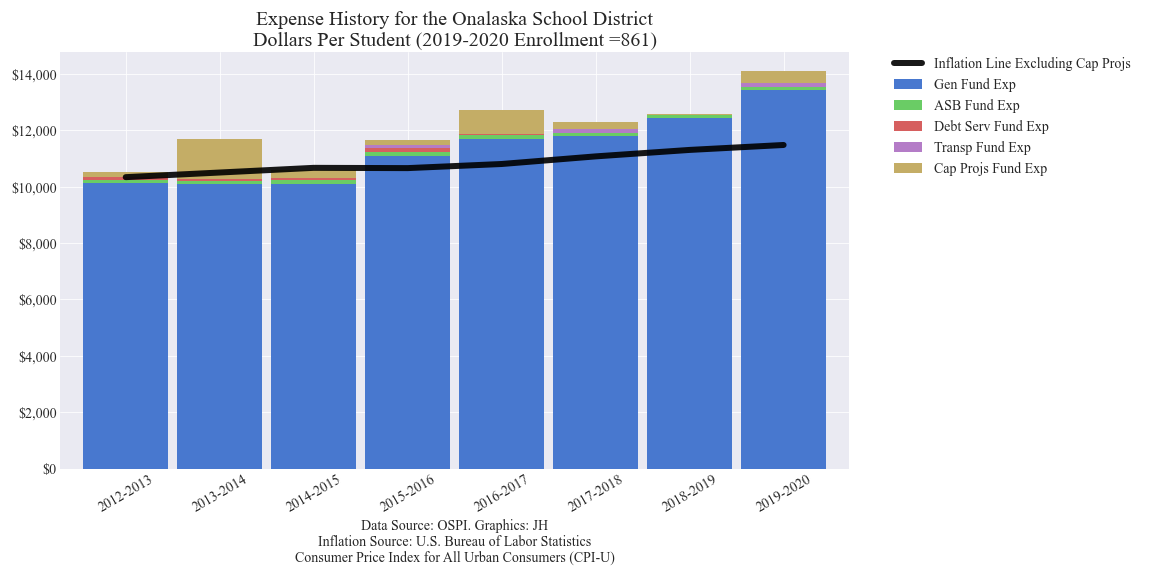 Expense History for the Onalaska School District
Dollars Per Student (2019-2020 Enrollment =861)
$14,000
$12,000
$10,000
$8,000
$6,000
$4,000
$2,000
$0
2012-2013
2013-2014
2014-2015
2015-2016
2016-2017
2017-2018
2018-2019
2019-2020
Data Source: OSPI. Graphics: JH
Inflation Source: U.S. Bureau of Labor Statistics
Consumer Price Index for All Urban Consumers (CPI-U)
Inflation Line Excluding Cap Projs
Gen Fund Exp
ASB Fund Exp
Debt Serv Fund Exp
Transp Fund Exp
Cap Projs Fund Exp